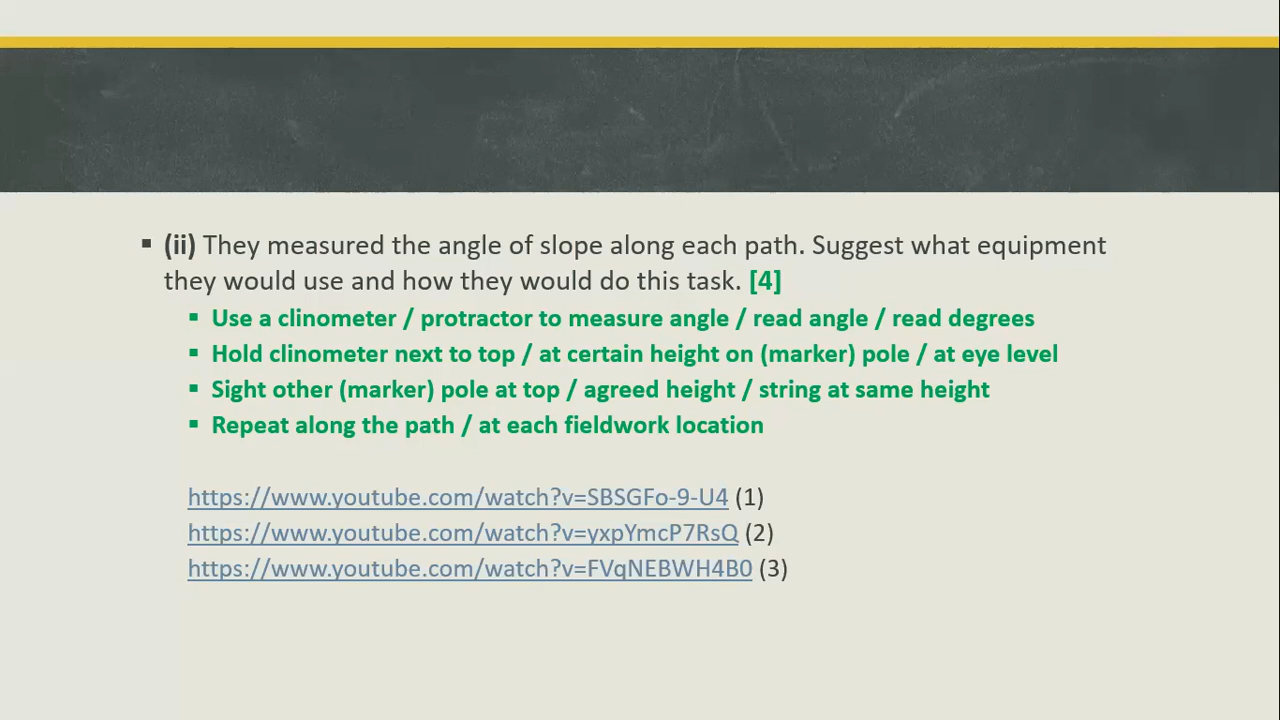 ▪ (ii) They measured the angle of slope along each path. Suggest what equipment
they would use and how they would do this task. [4]
▪ Use a clinometer / protractor to measure angle / read angle / read degrees
▪ Hold clinometer next to top / at certain height on (marker) pole / at eye level
▪ Sight other (marker) pole at top / agreed height / string at same height
▪ Repeat along the path / at each fieldwork location
https://www.youtube.com/watch?v=SBSGFo-9-U4 (1)
https://www.youtube.com/watch?v=yxpYmcP7RsQ (2)
https://www.youtube.com/watch?v=FVqNEBWH4B0 (3)